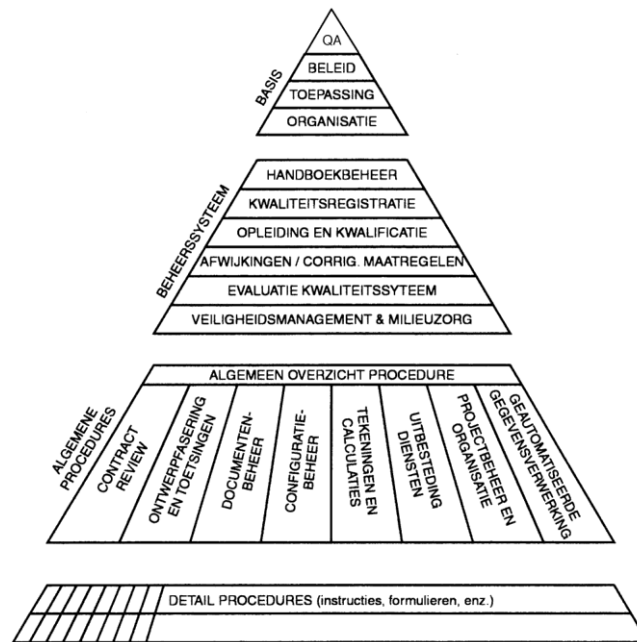 QA
BELEID
TOEPASSING
ORGANISATIE
BASIS
HANDBOEKBEHEER
KWALITEITSREGISTRATIE
OPLEIDING EN KWALIFICATIE
AFWIJKINGEN / CORRIG. MAATREGELEN
EVALUATIE KWALITEITSSYTEEM
VEILIGHEIDSMANAGEMENT & MILIEUZORG
BEHEERSSYSTEEM
ALGEMEEN OVERZICHT PROCEDURE
ALGEMENE
PROCEDURES
CONTRACT
REVIEW
ONTWERPFASERING
EN TOETSINGEN
DOCUMENTEN-
BEHEER
CONFIGURATIE-
BEHEER
TEKENINGEN EN
CALCULATIES
UITBESTEDING
DIENSTEN
PROJECTBEHEER EN
ORGANISATIE
GEAUTOMATISEERDE
GEGEVENSVERWERKING
DETAIL PROCEDURES (instructies, formulieren, enz.)